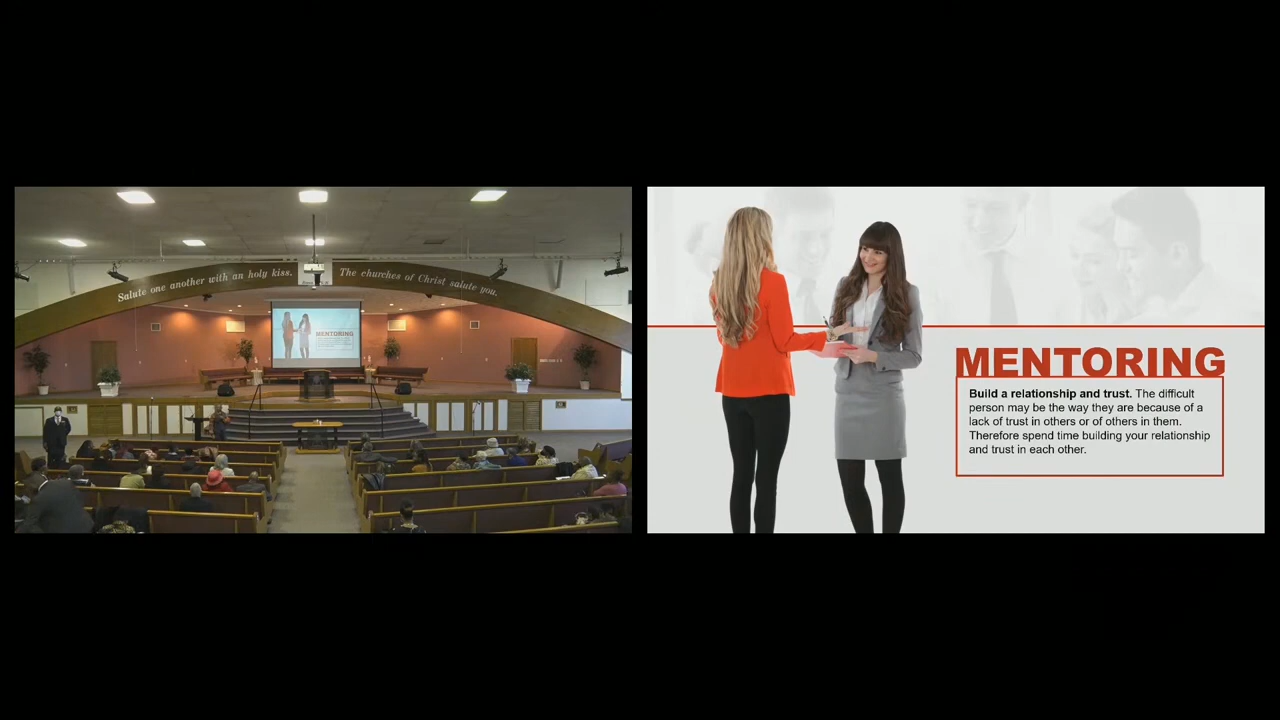 Salute one another with an holy kiss.
The churches of Christ salute you.
MENTORING
MENTORING
Build a relationship and trust. The difficult
person may be the way they are because of a
lack of trust in others or of others in them.
Therefore spend time building your relationship
and trust in each other.